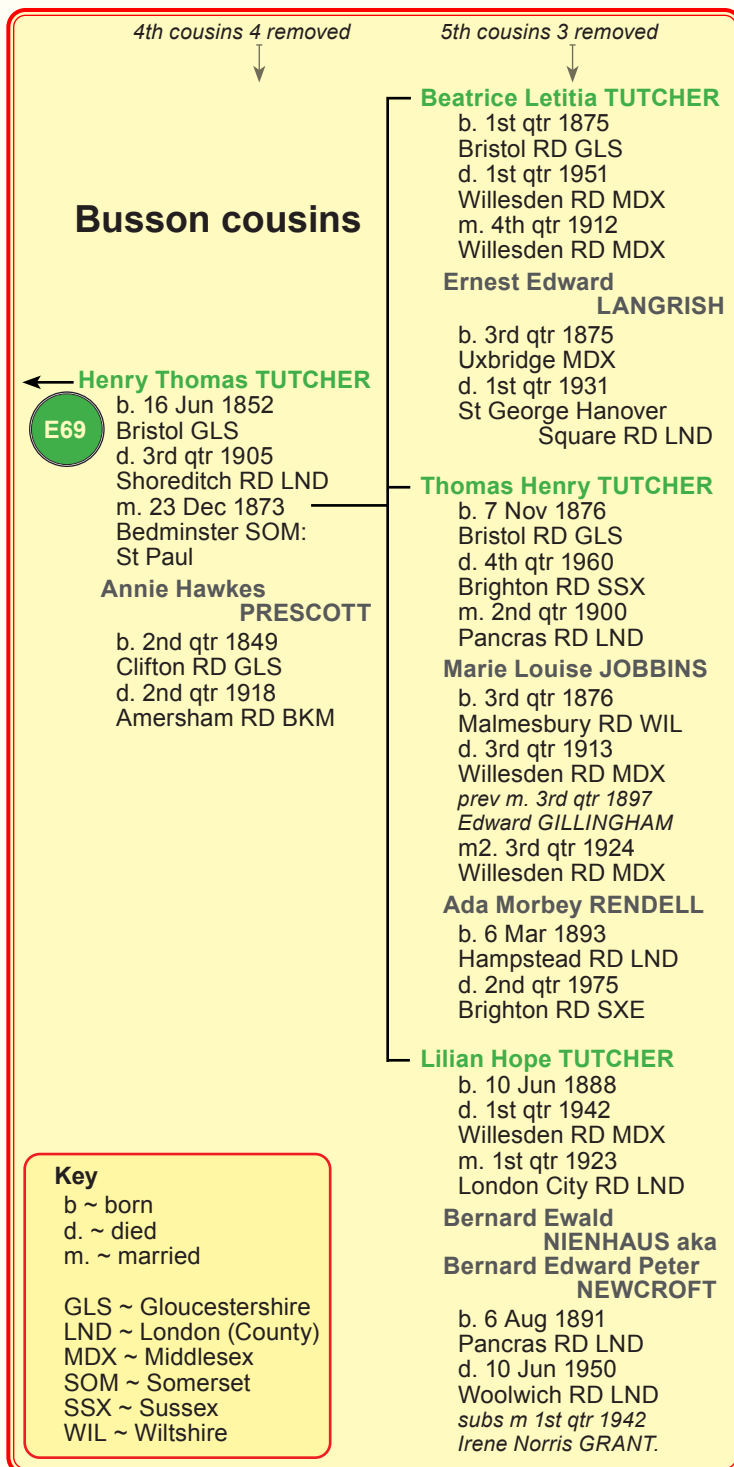 4th cousins 4 removed
5th cousins 3 removed
Busson cousins
E69
Henry Thomas TUTCHER
b. 16 Jun 1852
Bristol GLS
d. 3rd qtr 1905
Shoreditch RD LND
m. 23 Dec 1873
Bedminster SOM:
St Paul
Annie Hawkes
PRESCOTT
b. 2nd qtr 1849
Clifton RD GLS
d. 2nd qtr 1918
Amersham RD BKM
Beatrice Letitia TUTCHER
b. 1st qtr 1875
Bristol RD GLS
d. 1st qtr 1951
Willesden RD MDX
m. 4th qtr 1912
Willesden RD MDX
Ernest Edward
LANGRISH
b. 3rd qtr 1875
Uxbridge MDX
d. 1st qtr 1931
St George Hanover
Square RD LND
Thomas Henry TUTCHER
b. 7 Nov 1876
Bristol RD GLS
d. 4th qtr 1960
Brighton RD SSX
m. 2nd qtr 1900
Pancras RD LND
Marie Louise JOBBINS
b. 3rd qtr 1876
Malmesbury RD WIL
d. 3rd qtr 1913
Willesden RD MDX
prev m. 3rd qtr 1897
Edward GILLINGHAM
m2. 3rd qtr 1924
Willesden RD MDX
Ada Morbey RENDELL
b. 6 Mar 1893
Hampstead RD LND
d. 2nd qtr 1975
Brighton RD SXE
Lilian Hope TUTCHER
b. 10 Jun 1888
d. 1st qtr 1942
Willesden RD MDX
m. 1st qtr 1923
London City RD LND
Bernard Ewald
NIENHAUS aka
Bernard Edward Peter
NEWCROFT
b. 6 Aug 1891
Pancras RD LND
d. 10 Jun 1950
Woolwich RD LND
subs m 1st qtr 1942
Irene Norris GRANT.
Key
b ~ born
d. ~ died
m. ~ married
GLS ~ Gloucestershire
LND ~ London (County)
MDX ~ Middlesex
SOM ~ Somerset
SSX ~ Sussex
WIL ~ Wiltshire